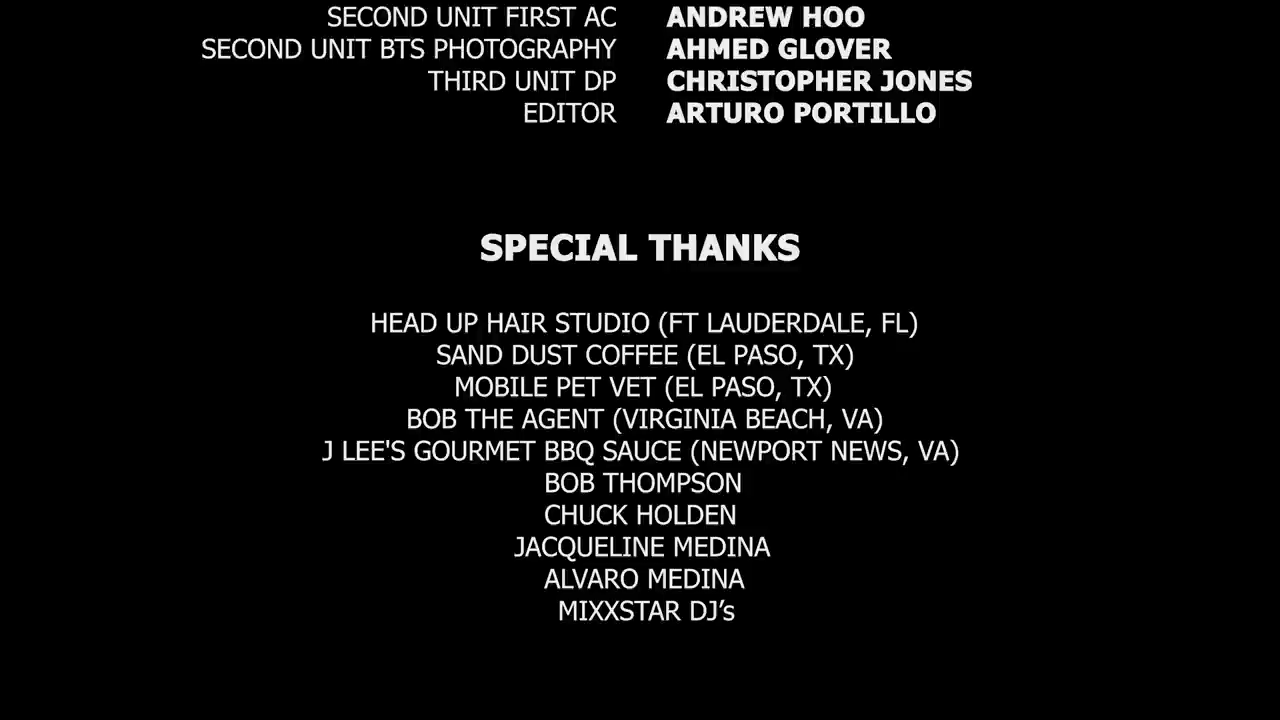 SECOND UNIT FIRST AC ANDREW HOO
SECOND UNIT BTS PHOTOGRAPHY AHMED GLOVER
THIRD UNIT DP CHRISTOPHER JONES
EDITOR ARTURO PORTILLO
SPECIAL THANKS
HEAD UP HAIR STUDIO (FT LAUDERDALE, FL)
SAND DUST COFFEE (EL PASO, TX)
MOBILE PET VET (EL PASO, TX)
BOB THE AGENT (VIRGINIA BEACH, VA)
J LEE'S GOURMET BBQ SAUCE (NEWPORT NEWS, VA)
BOB THOMPSON
CHUCK HOLDEN
JACQUELINE MEDINA
ALVARO MEDINA
MIXXSTAR DJ’s